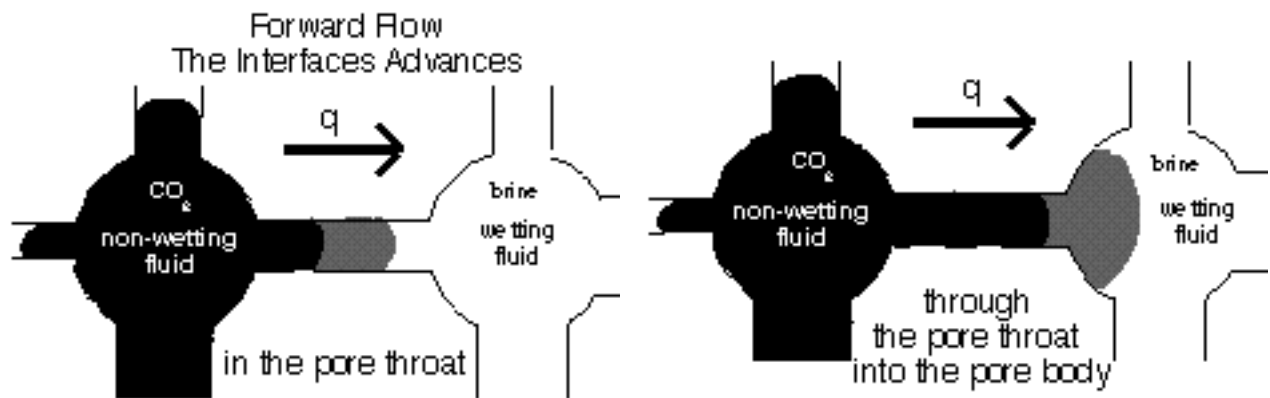 Forward Flow
The Interfaces Advances
q
CO2
non-wetting
fluid
brine
wetting
fluid
in the pore throat
q
CO2
non-wetting
fluid
brine
wetting
fluid
through
the pore throat
into the pore body